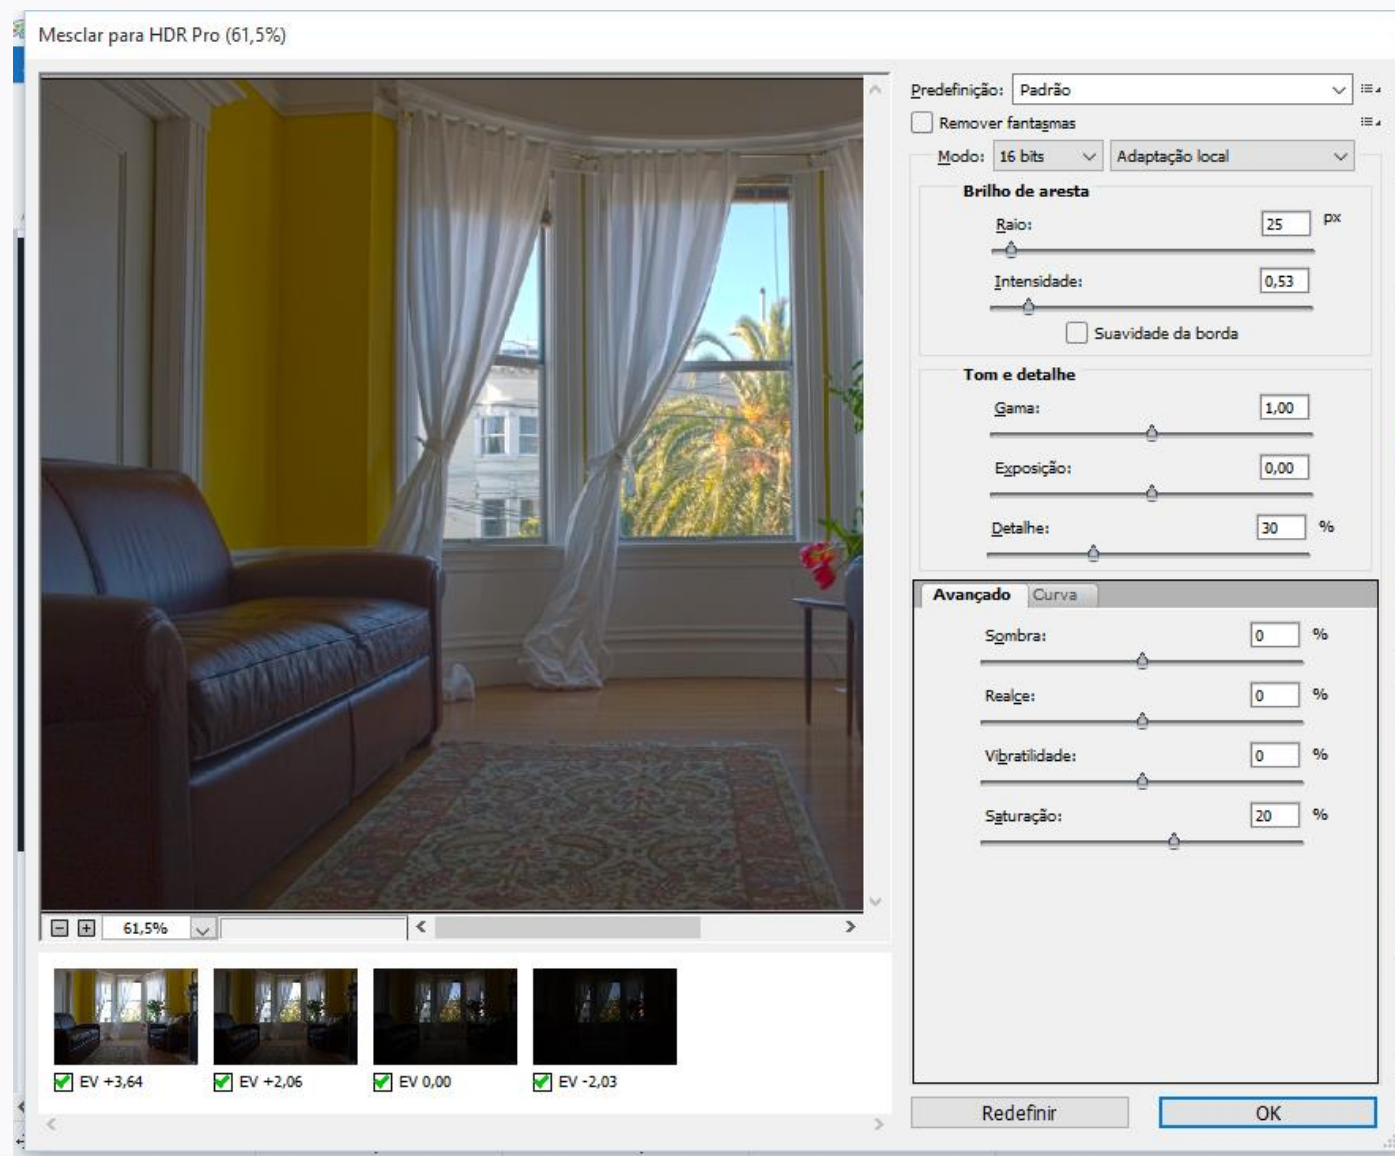 Mesclar para HDR Pro (61,5%)
Predefinição: Padrão
Remover fantasmas
Modo: 16 bits Adaptação local
Brilho de aresta
Raio: 25 px
Intensidade: 0,53
Suavidade da borda
Tom e detalhe
Gama: 1,00
Exposição: 0,00
Detalhe: 30 %
Avançado Curva
Sombra: 0 %
Realce: 0 %
Vibratilidade: 0 %
Saturação: 20 %
61,5%
EV +3,64 EV +2,06 EV 0,00 EV -2,03
Redefinir OK